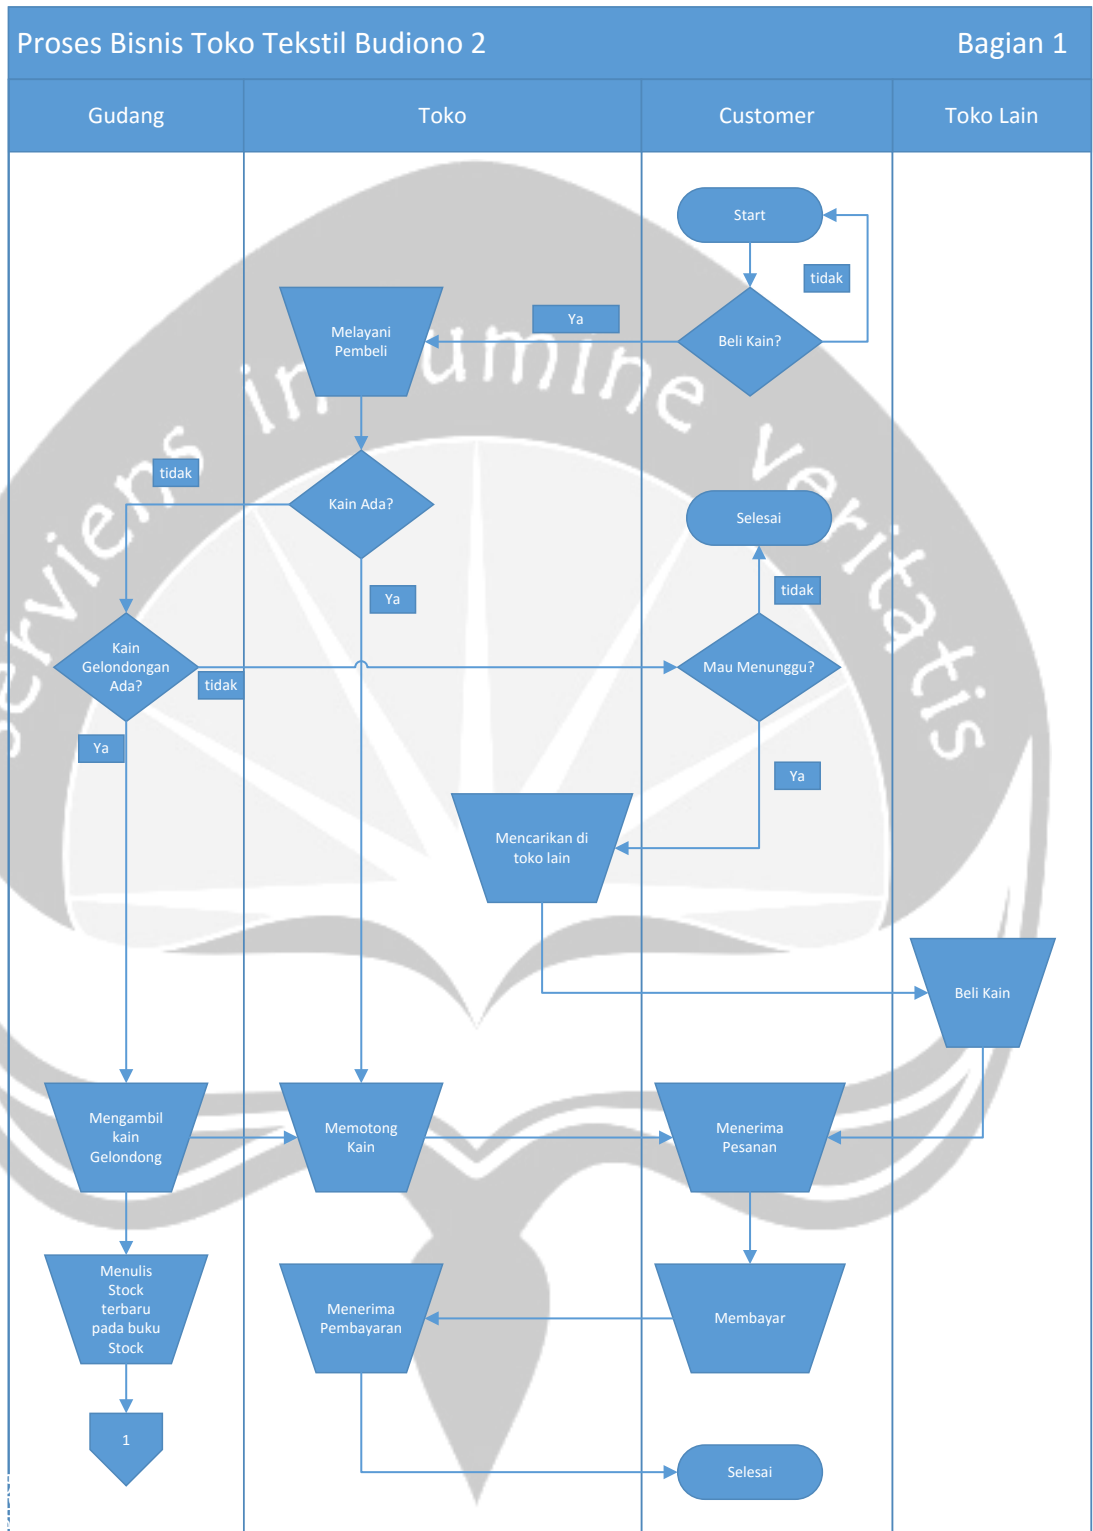 Proses Bisnis Toko Tekstil Budiono 2
Bagian 1
Gudang
Toko
Customer
Toko Lain
Start
tidak
Ya
Beli Kain?
Melayani
Pembeli
tidak
Kain Ada?
Selesai
Ya
tidak
Kain
Gelondongan
Ada?
tidak
Mau Menunggu?
Ya
Ya
Mencarikan di
toko lain
Beli Kain
Mengambil
kain
Gelondong
Memotong
Kain
Menerima
Pesanan
Menulis
Stock
terbaru
pada buku
Stock
Menerima
Pembayaran
Membayar
1
Selesai
serviens in lumine veritatis